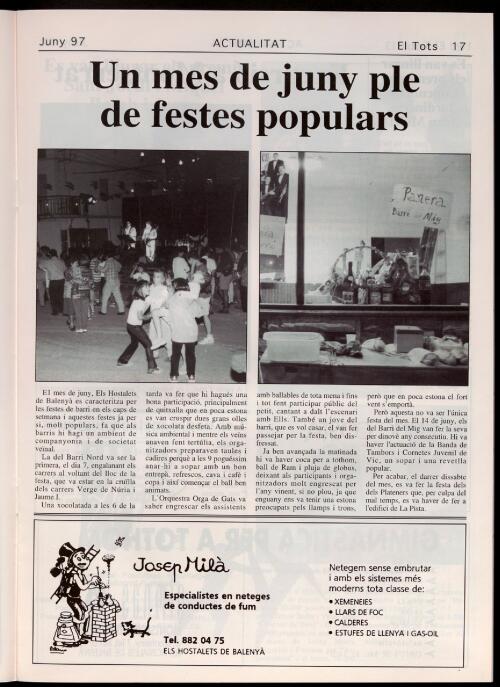 Juny 97
ACTUALITAT
El Tots 17
Un mes de juny ple
de festes populars
Panera
Barri del Mig
El mes de juny, Els Hostalets
de Balenyà es caracteritza per
les festes de barri en els caps de
setmana i aquestes festes ja per
si, molt populars, fa que als
barris hi hagi un ambient de
companyonia i de societat
veïnal.
La del Barri Nord va ser la
primera, el dia 7, engalanant els
carrers al voltant del lloc de la
festa, que va estar en la cruïlla
dels carrers Verge de Núria i
Jaume I.
Una xocolatada a les 6 de la
tarda va fer que hi hagués una
bona participació, principalment
de quitxalla que en poca estona
es van cruspir dues grans olles
de xocolata desfeta. Amb mú-
sica ambiental i mentre els veïns
anaven fent tertúlia, els orga-
nitzadors preparaven taules i
cadires perquè a les 9 poguéssim
anar-hi a sopar amb un bon
entrepà, refrescos, cava i cafè i
copa i així començar el ball ben
animats.
L'Orquestra Orga de Gats va
saber engrescar els assistents
amb ballables de tota mena i fins
i tot fent participar públic del
petit, cantant a dalt l'escenari
amb Ells. També un jove del
barri, que es vol casar, el van fer
passejar per la festa, ben dis-
fressat.
Ja ben avançada la matinada
hi va haver coca per a tothom,
ball de Ram i pluja de globus,
deixant als participants i orga-
nitzadors molt engrescat per
l'any vinent, si no plou, ja que
enguany ens va tenir una estona
preocupats pels llamps i trons,
però que en poca estona el fort
vent s'emportà.
Però aquesta no va ser l'única
festa del mes. El 14 de juny, els
del Barri del Mig van fer la seva
per dinovè any consecutiu. Hi va
haver l'actuació de la Banda de
Tambors i Cornetes Juvenil de
Vic, un sopar i una revetlla
popular.
Per acabar, el darrer dissabte
del mes, es va fer la festa dels
dels Plateners que, per culpa del
mal temps, es va haver de fer a
l'edifici de La Pista.
Josep Milà
Especialistes en neteges
de conductes de fum
Tel. 882 04 75
ELS HOSTALETS DE BALENYÀ
Netegem sense embrutar
i amb els sistemes més
moderns tota classe de:
• XEMENEIES
• LLARS DE FOC
• CALDERES
• ESTUFES DE LLENYA I GAS-OIL